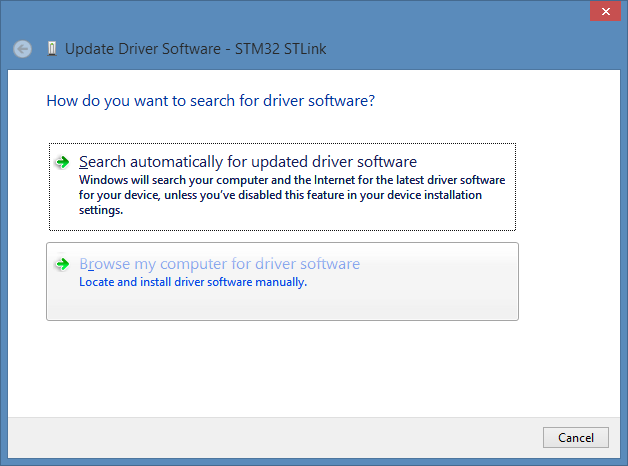 Update Driver Software - STM32 STLink
How do you want to search for driver software?
Search automatically for updated driver software
Windows will search your computer and the Internet for the latest driver software
for your device, unless you've disabled this feature in your device installation
settings.
Browse my computer for driver software
Locate and install driver software manually.
Cancel